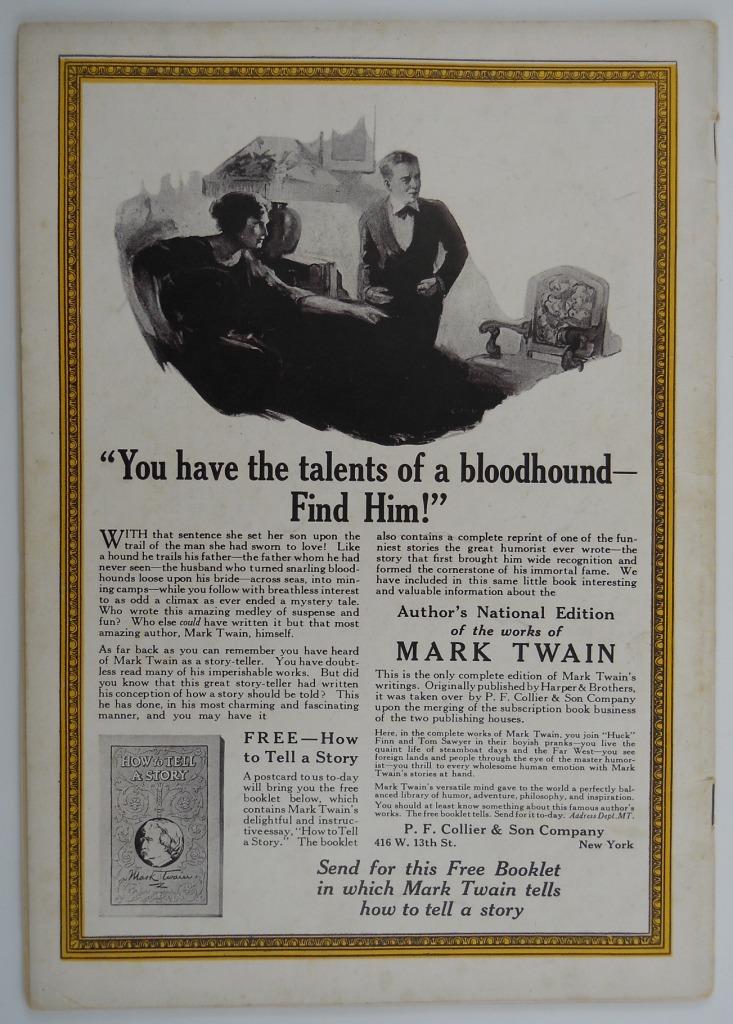 “You have the talents of a bloodhound—
Find Him!”
WITH that sentence she set her son upon the
trail of the man she had sworn to love! Like
a hound he trails his father—the father whom he had
never seen—the husband who turned snarling blood-
hounds loose upon his bride—across seas, into min-
ing camps—while you follow with breathless interest
to as odd a climax as ever ended a mystery tale.
Who wrote this amazing medley of suspense and
fun? Who else could have written it but that most
amazing author, Mark Twain, himself.
As far back as you can remember you have heard
of Mark Twain as a story-teller. You have doubt-
less read many of his imperishable works. But did
you know that this great story-teller had written
his conception of how a story should be told? This
he has done, in his most charming and fascinating
manner, and you may have it
HOW to TELL
A STORY
Mark Twain
FREE—How
to Tell a Story
A postcard to us to-day
will bring you the free
booklet below, which
contains Mark Twain's
delightful and instruc-
tive essay, "How to Tell
a Story." The booklet
also contains a complete reprint of one of the fun-
niest stories the great humorist ever wrote—the
story that first brought him wide recognition and
formed the cornerstone of his immortal fame. We
have included in this same little book interesting
and valuable information about the
Author's National Edition
of the works of
MARK TWAIN
This is the only complete edition of Mark Twain's
writings. Originally published by Harper & Brothers,
it was taken over by P. F. Collier & Son Company
upon the merging of the subscription book business
of the two publishing houses.
Here, in the complete works of Mark Twain, you join "Huck"
Finn and Tom Sawyer in their boyish pranks—you live the
quaint life of steamboat days and the Far West—you see
foreign lands and people through the eye of the master humor-
ist—you thrill to every wholesome human emotion with Mark
Twain's stories at hand.
Mark Twain's versatile mind gave to the world a perfectly bal-
anced library of humor, adventure, philosophy, and inspiration.
You should at least know something about this famous author's
works. The free booklet tells. Send for it to-day. Address Dept. MT.
P. F. Collier & Son Company
416 W. 13th St. New York
Send for this Free Booklet
in which Mark Twain tells
how to tell a story